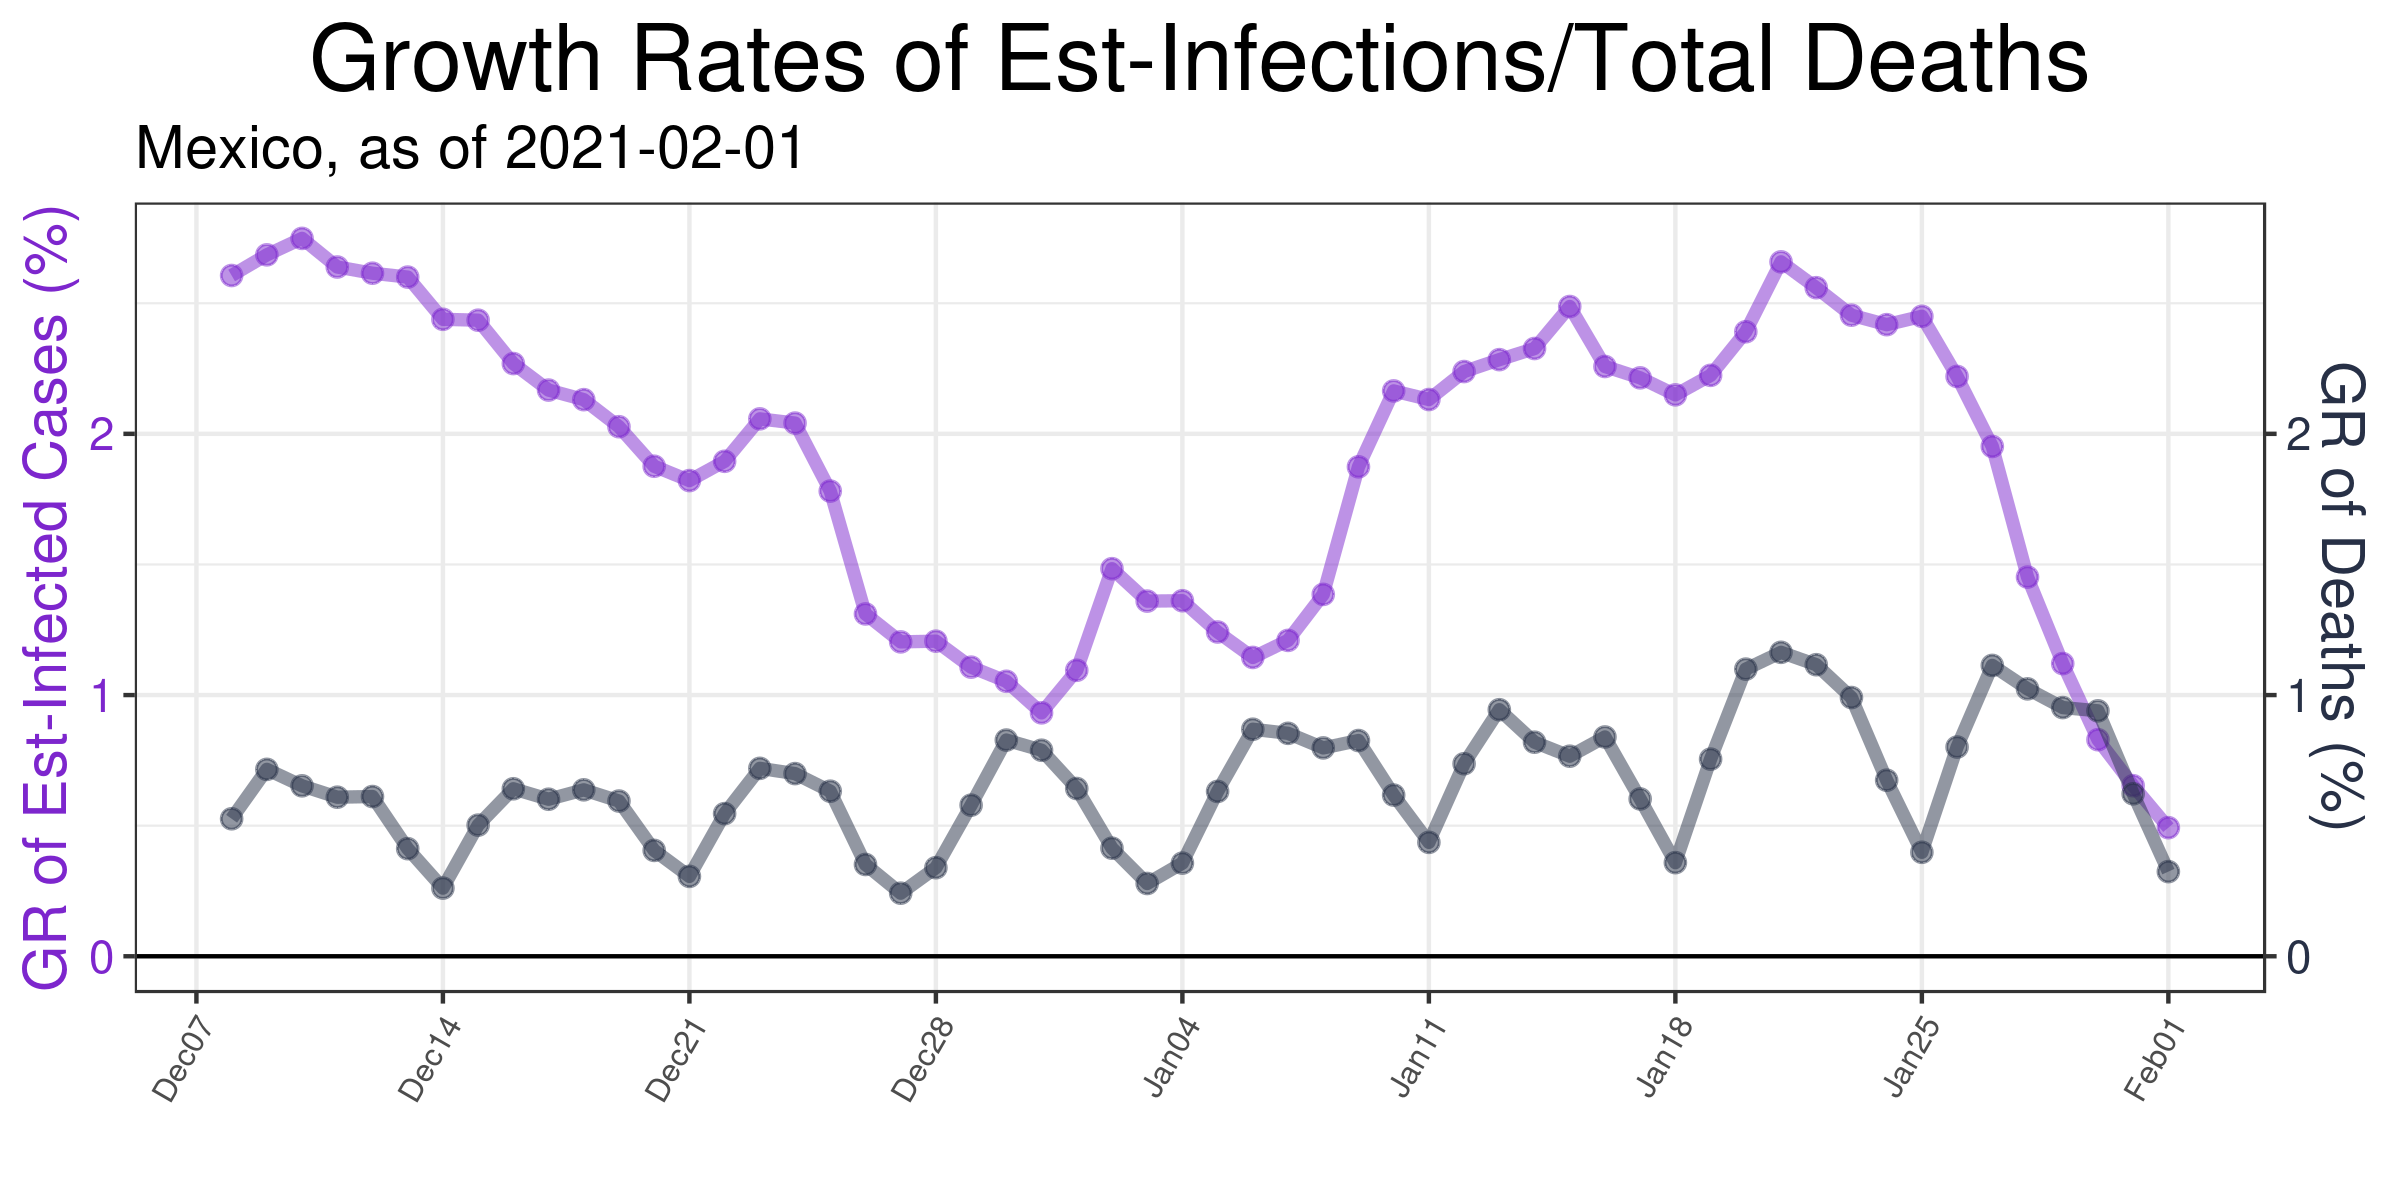 Growth Rates of Est-Infections/Total Deaths
Mexico, as of 2021-02-01
GR of Est-Infected Cases (%)
2
1
0
GR of Deaths (%)
2
1
0
Dec07
Dec14
Dec21
Dec28
Jan04
Jan11
Jan18
Jan25
Feb01